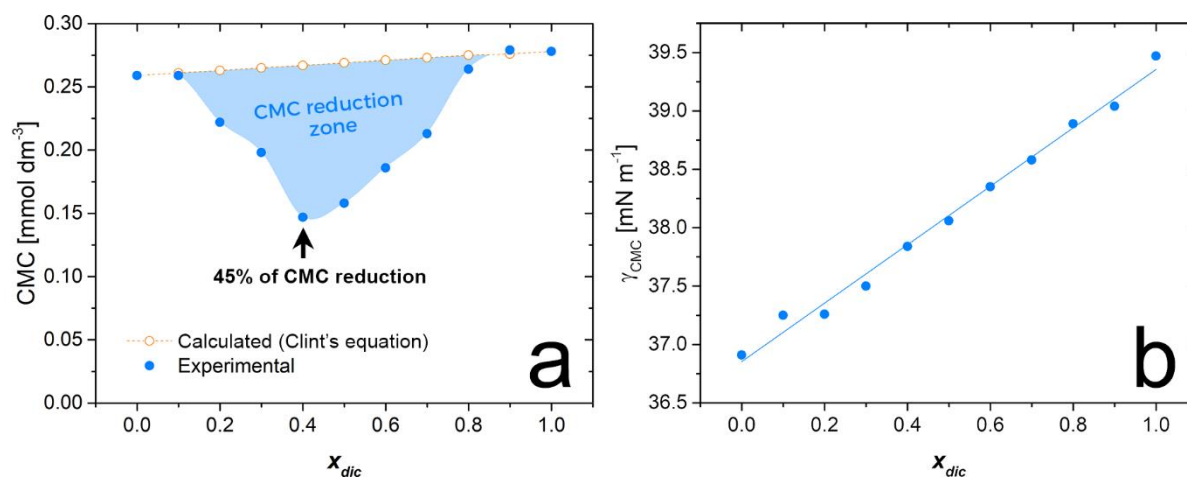 0.30
0.25
0.20
0.15
0.10
0.05
0.00
CMC [mmol dm⁻³]
CMC reduction
zone
45% of CMC reduction
Calculated (Clint's equation)
Experimental
a
0.0 0.2 0.4 0.6 0.8 1.0
x_dic
39.5
39.0
38.5
38.0
37.5
37.0
36.5
γCMC [mN m⁻¹]
b
0.0 0.2 0.4 0.6 0.8 1.0
x_dic